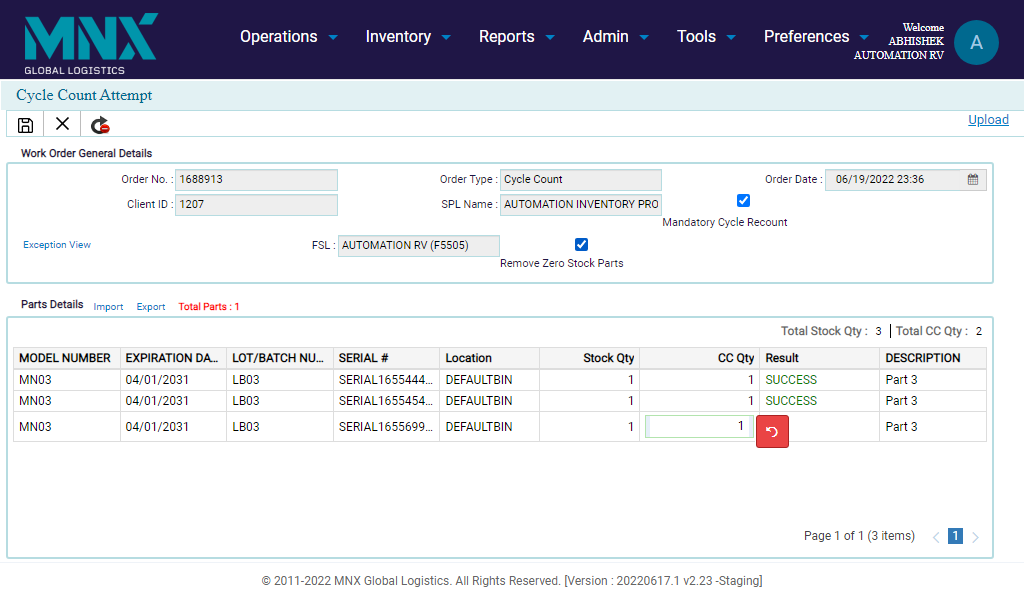 MNX
GLOBAL LOGISTICS
Operations Inventory Reports Admin Tools Preferences
Welcome
ABHISHEK
AUTOMATION RV
A
Cycle Count Attempt
Upload
Work Order General Details
Order No. : 1688913 Order Type : Cycle Count Order Date : 06/19/2022 23:36
Client ID : 1207 SPL Name : AUTOMATION INVENTORY PRO
Mandatory Cycle Recount
Exception View FSL : AUTOMATION RV (F5505)
Remove Zero Stock Parts
Parts Details Import Export Total Parts : 1
Total Stock Qty : 3 Total CC Qty : 2
MODEL NUMBER EXPIRATION DA... LOT/BATCH NU... SERIAL # Location Stock Qty CC Qty Result DESCRIPTION
MN03 04/01/2031 LB03 SERIAL1655444... DEFAULTBIN 1 1 SUCCESS Part 3
MN03 04/01/2031 LB03 SERIAL1655454... DEFAULTBIN 1 1 SUCCESS Part 3
MN03 04/01/2031 LB03 SERIAL1655699... DEFAULTBIN 1 1 Part 3
Page 1 of 1 (3 items) 1
© 2011-2022 MNX Global Logistics. All Rights Reserved. [Version : 20220617.1 v2.23 -Staging]